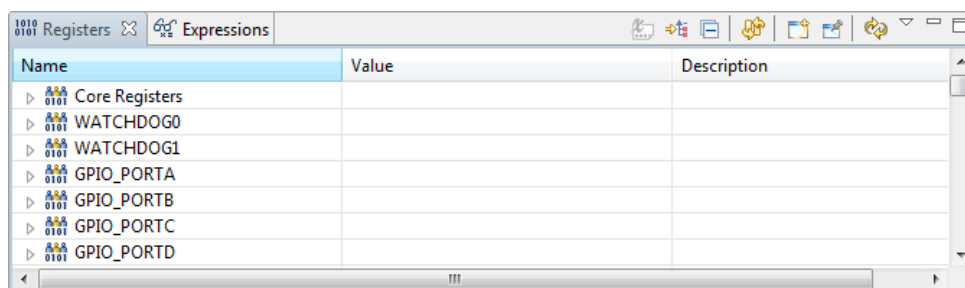 Registers Expressions
Name Value Description
Core Registers
WATCHDOG0
WATCHDOG1
GPIO_PORTA
GPIO_PORTB
GPIO_PORTC
GPIO_PORTD